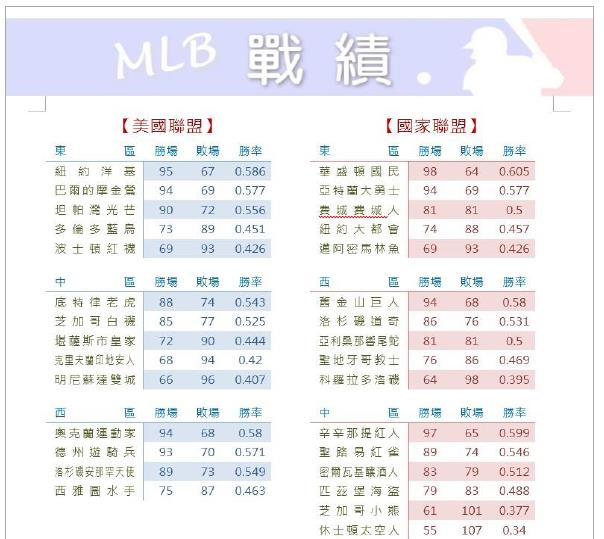 MLB 戰績.
【美國聯盟】
東區 勝場 敗場 勝率
紐約洋基 95 67 0.586
巴爾的摩金鶯 94 69 0.577
坦帕灣光芒 90 72 0.556
多倫多藍鳥 73 89 0.451
波士頓紅襪 69 93 0.426
中區 勝場 敗場 勝率
底特律老虎 88 74 0.543
芝加哥白襪 85 77 0.525
堪薩斯市皇家 72 90 0.444
克里夫蘭印地安人 68 94 0.42
明尼蘇達雙城 66 96 0.407
西區 勝場 敗場 勝率
奧克蘭運動家 94 68 0.58
德州遊騎兵 93 70 0.571
洛杉磯安那罕天使 89 73 0.549
西雅圖水手 75 87 0.463
【國家聯盟】
東區 勝場 敗場 勝率
華盛頓國民 98 64 0.605
亞特蘭大勇士 94 69 0.577
費城費城人 81 81 0.5
紐約大都會 74 88 0.457
邁阿密馬林魚 69 93 0.426
西區 勝場 敗場 勝率
舊金山巨人 94 68 0.58
洛杉磯道奇 86 76 0.531
亞利桑那響尾蛇 81 81 0.5
聖地牙哥教士 76 86 0.469
科羅拉多洛磯 64 98 0.395
中區 勝場 敗場 勝率
辛辛那提紅人 97 65 0.599
聖路易紅雀 89 74 0.546
密爾瓦基釀酒人 83 79 0.512
匹茲堡海盜 79 83 0.488
芝加哥小熊 61 101 0.377
休士頓太空人 55 107 0.34